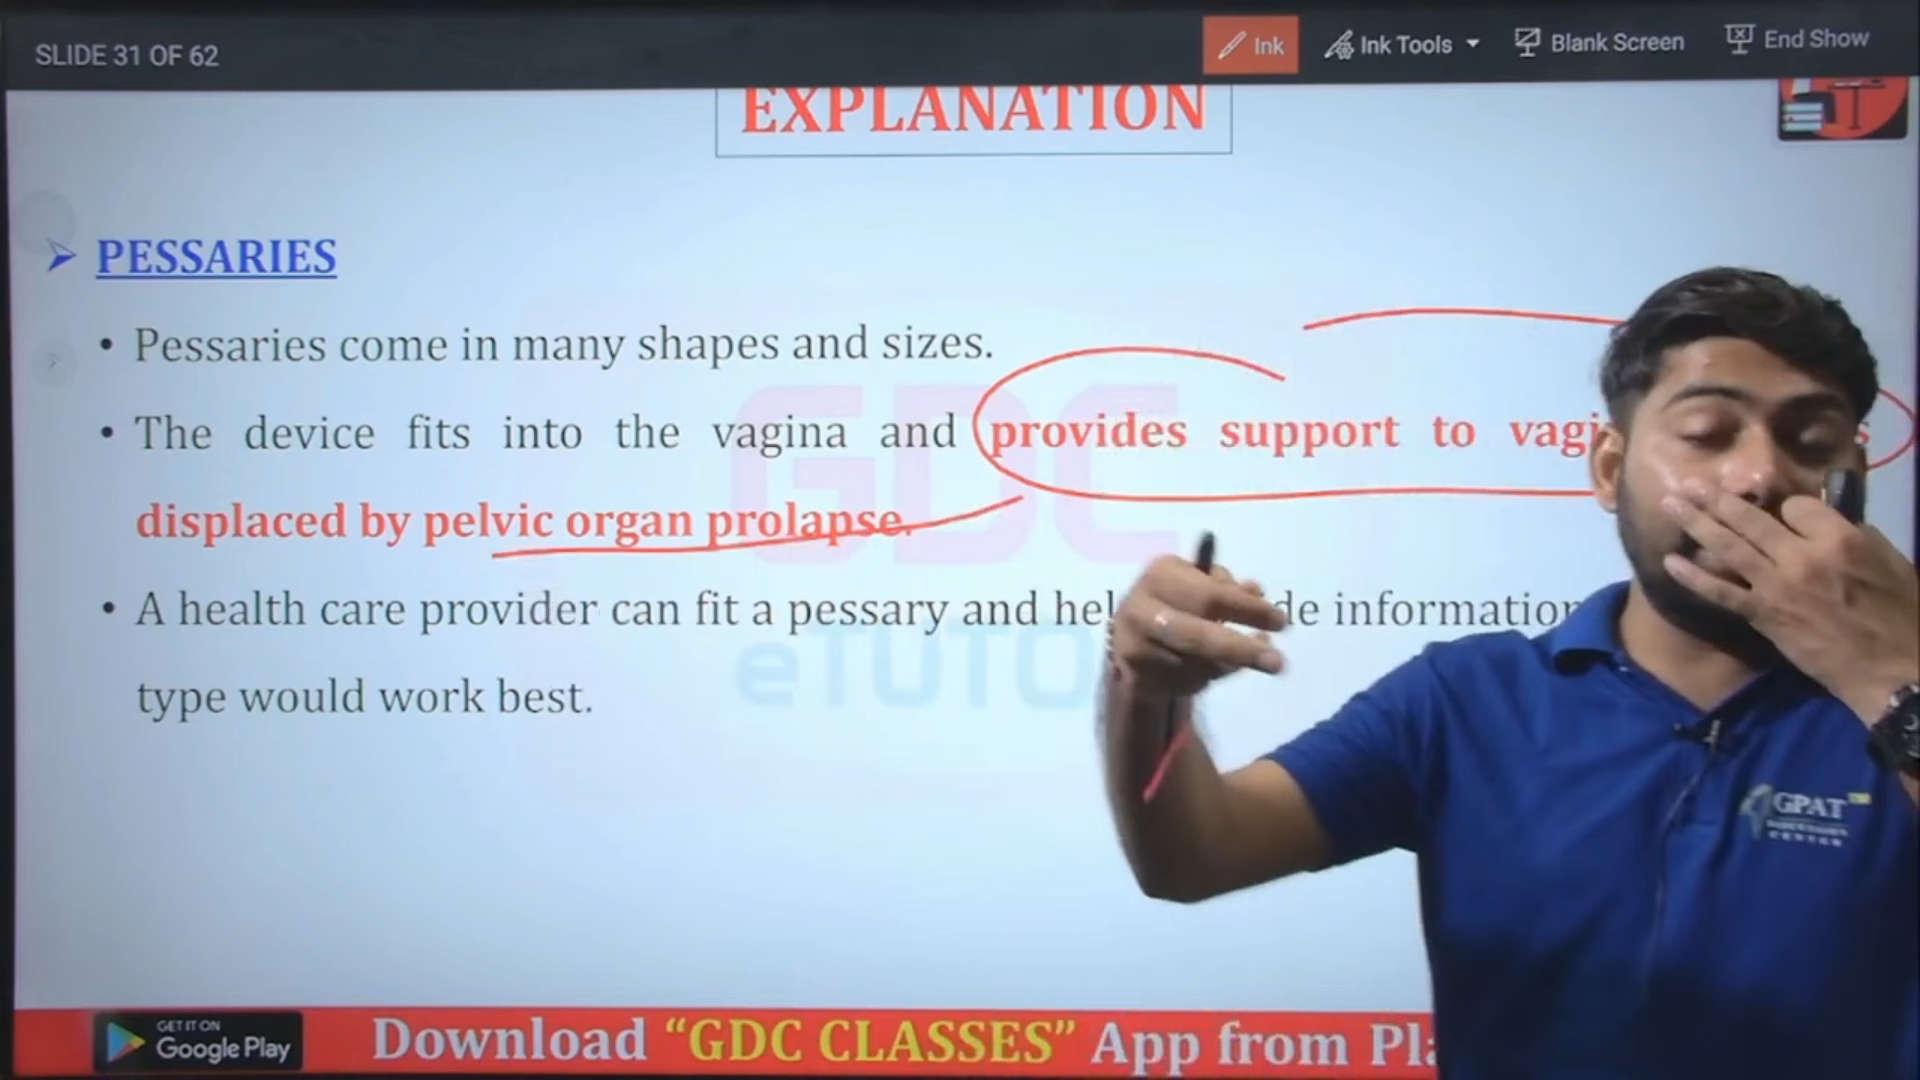 SLIDE 31 OF 62
Ink
Ink Tools
Blank Screen
End Show
EXPLANATION
PESSARIES
• Pessaries come in many shapes and sizes.
• The device fits into the vagina and provides support to
displaced by pelvic organ prolapse.
• A health care provider can fit a pessary and
type would work best.
GDC
GPAT
GET IT ON
Google Play
Download “GDC CLASSES” App from